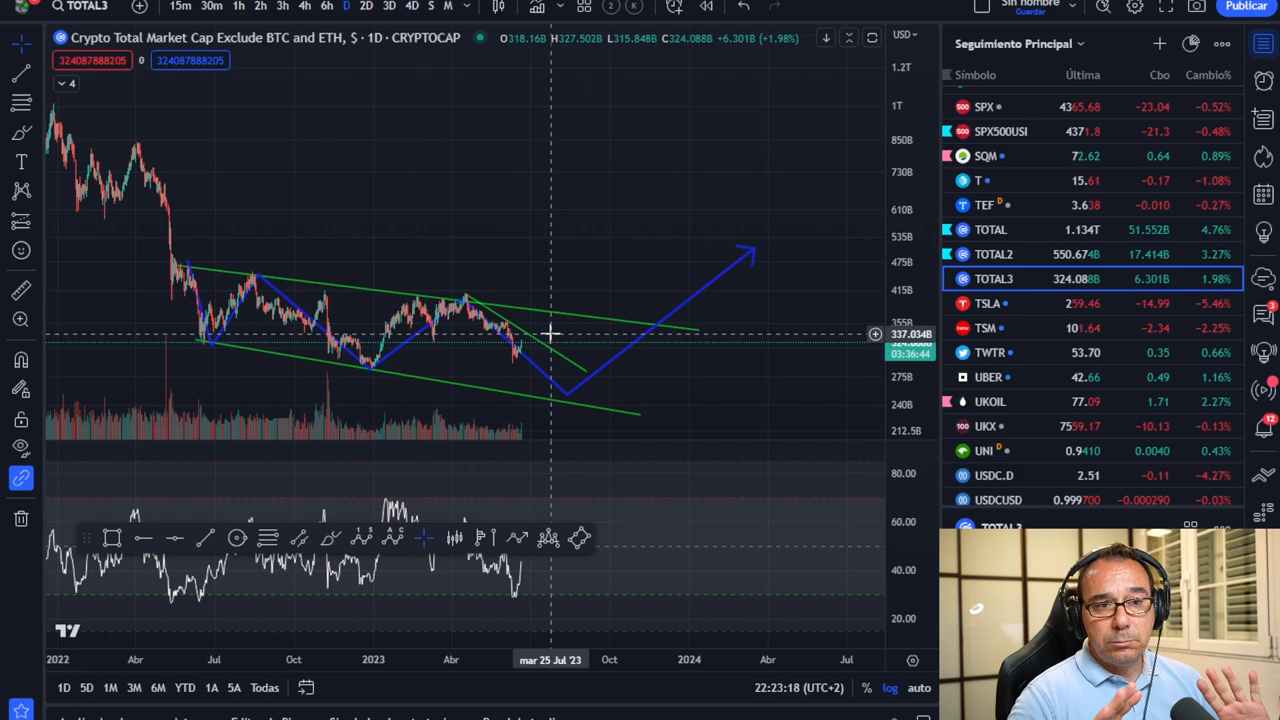 TOTAL3 15m 30m 1h 2h 3h 4h 6h D 2D 3D 4D S M 2 K Sin nombre Guardar Publicar
Crypto Total Market Cap Exclude BTC and ETH, $ · 1D · CRYPTOCAP O318.16B H327.502B L315.848B C324.088B +6.301B (+1.98%) USD
324087888205 0 324087888205
4
1.2T
1T
850B
730B
610B
535B
475B
415B
355B
337.034B
03:36:44
275B
240B
212.5B
80.00
60.00
40.00
20.00
2022 Abr Jul Oct 2023 Abr mar 25 Jul '23 Oct 2024 Abr Jul
1D 5D 1M 3M 6M YTD 1A 5A Todas 22:23:18 (UTC+2) % log auto
Seguimiento Principal
Símbolo Última Cbo Cambio%
SPX 4365.68 −23.04 −0.52%
SPX500USI 4371.8 −21.3 −0.48%
SQM 72.62 0.64 0.89%
T 15.61 −0.17 −1.08%
TEF D 3.638 −0.010 −0.27%
TOTAL 1.134T 51.552B 4.76%
TOTAL2 550.674B 17.414B 3.27%
TOTAL3 324.088B 6.301B 1.98%
TSLA 259.46 −14.99 −5.46%
TSM 101.64 −2.34 −2.25%
TWTR 53.70 0.35 0.66%
UBER 42.66 0.49 1.16%
UKOIL 77.09 1.71 2.27%
UKX 7559.17 −10.13 −0.13%
UNI D 0.9410 0.0040 0.43%
USDC.D 2.51 −0.11 −4.27%
USDCUSD 0.999700 −0.000290 −0.03%
TOTAL3
3
12